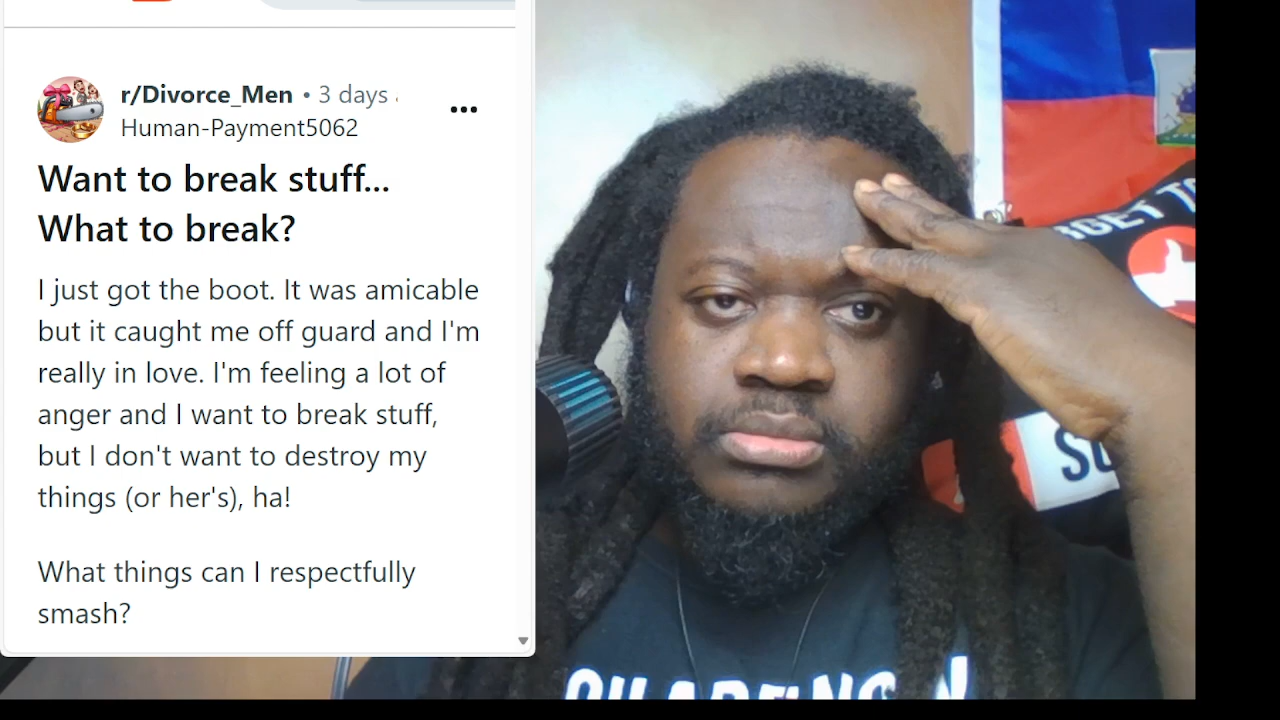 r/Divorce_Men • 3 days
Human-Payment5062
Want to break stuff...
What to break?
I just got the boot. It was amicable
but it caught me off guard and I'm
really in love. I'm feeling a lot of
anger and I want to break stuff,
but I don't want to destroy my
things (or her's), ha!
What things can I respectfully
smash?